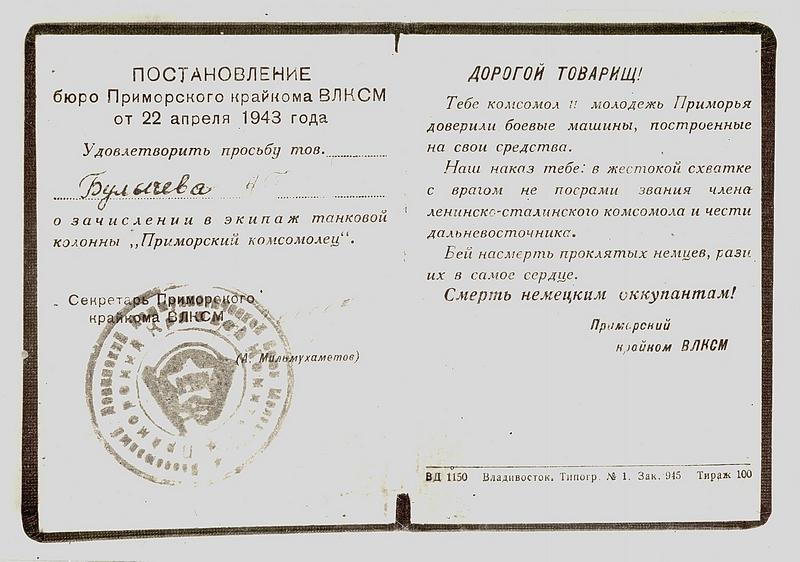 ПОСТАНОВЛЕНИЕ
бюро Приморского крайкома ВЛКСМ
от 22 апреля 1943 года
Удовлетворить просьбу тов.
Булычева
о зачислении в экипаж танковой
колонны „Приморский комсомолец“.
Секретарь Приморского
крайкома ВЛКСМ
(А. Мильмухаметов)
ДОРОГОЙ ТОВАРИЩ!
Тебе комсомол и молодежь Приморья
доверили боевые машины, построенные
на свои средства.
Наш наказ тебе: в жестокой схватке
с врагом не посрами звания члена
ленинско-сталинского комсомола и чести
дальневосточника.
Бей насмерть проклятых немцев, рази
их в самое сердце.
Смерть немецким оккупантам!
Приморский
крайком ВЛКСМ
ВД 1150 Владивосток. Типогр. № 1. Зак. 945 Тираж 100